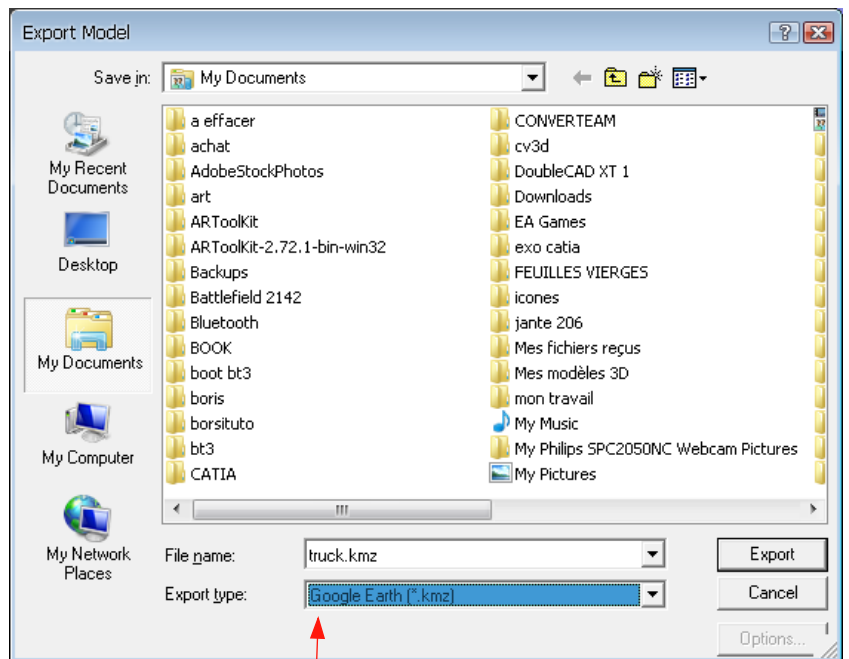 Export Model
Save in:
My Documents
My Recent
Documents
Desktop
My Documents
My Computer
My Network
Places
a effacer
achat
AdobeStockPhotos
art
ARToolKit
ARToolKit-2.72.1-bin-win32
Backups
Battlefield 2142
Bluetooth
BOOK
boot bt3
boris
borsituto
bt3
CATIA
CONVERTEAM
cv3d
DoubleCAD XT 1
Downloads
EA Games
exo catia
FEUILLES VIERGES
icones
jante 206
Mes fichiers reçus
Mes modèles 3D
mon travail
My Music
My Philips SPC2050NC Webcam Pictures
My Pictures
File name:
truck.kmz
Export
Export type:
Google Earth (*.kmz)
Cancel
Options...